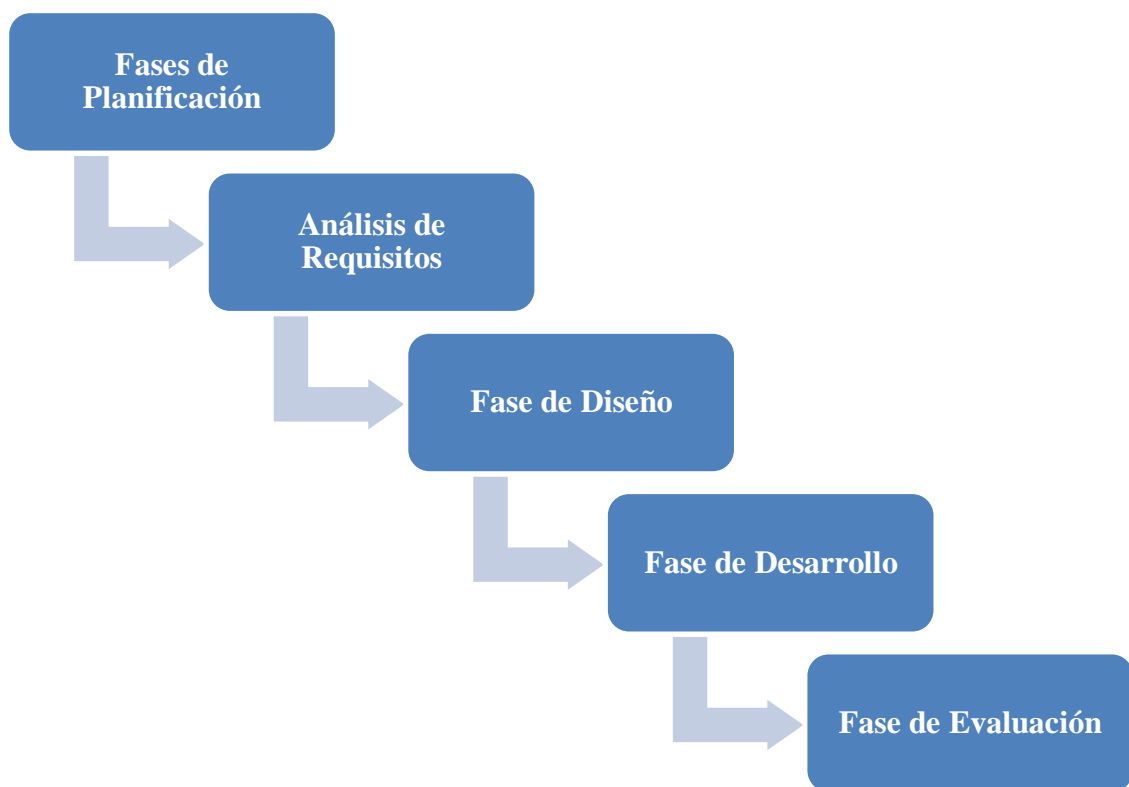 Fases de
Planificación
Análisis de
Requisitos
Fase de Diseño
Fase de Desarrollo
Fase de Evaluación